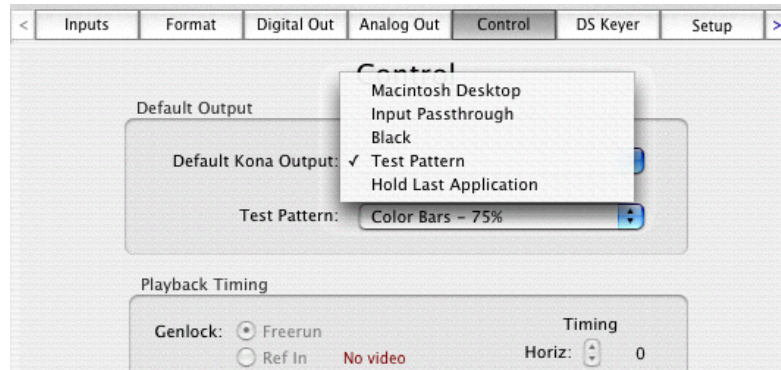 < Inputs Format Digital Out Analog Out Control DS Keyer Setup >
Control
Macintosh Desktop
Default Output
Input Passthrough
Black
Default Kona Output: ✓ Test Pattern
Hold Last Application
Test Pattern: Color Bars – 75%
Playback Timing
Genlock: Freerun Timing
Ref In No video Horiz: 0